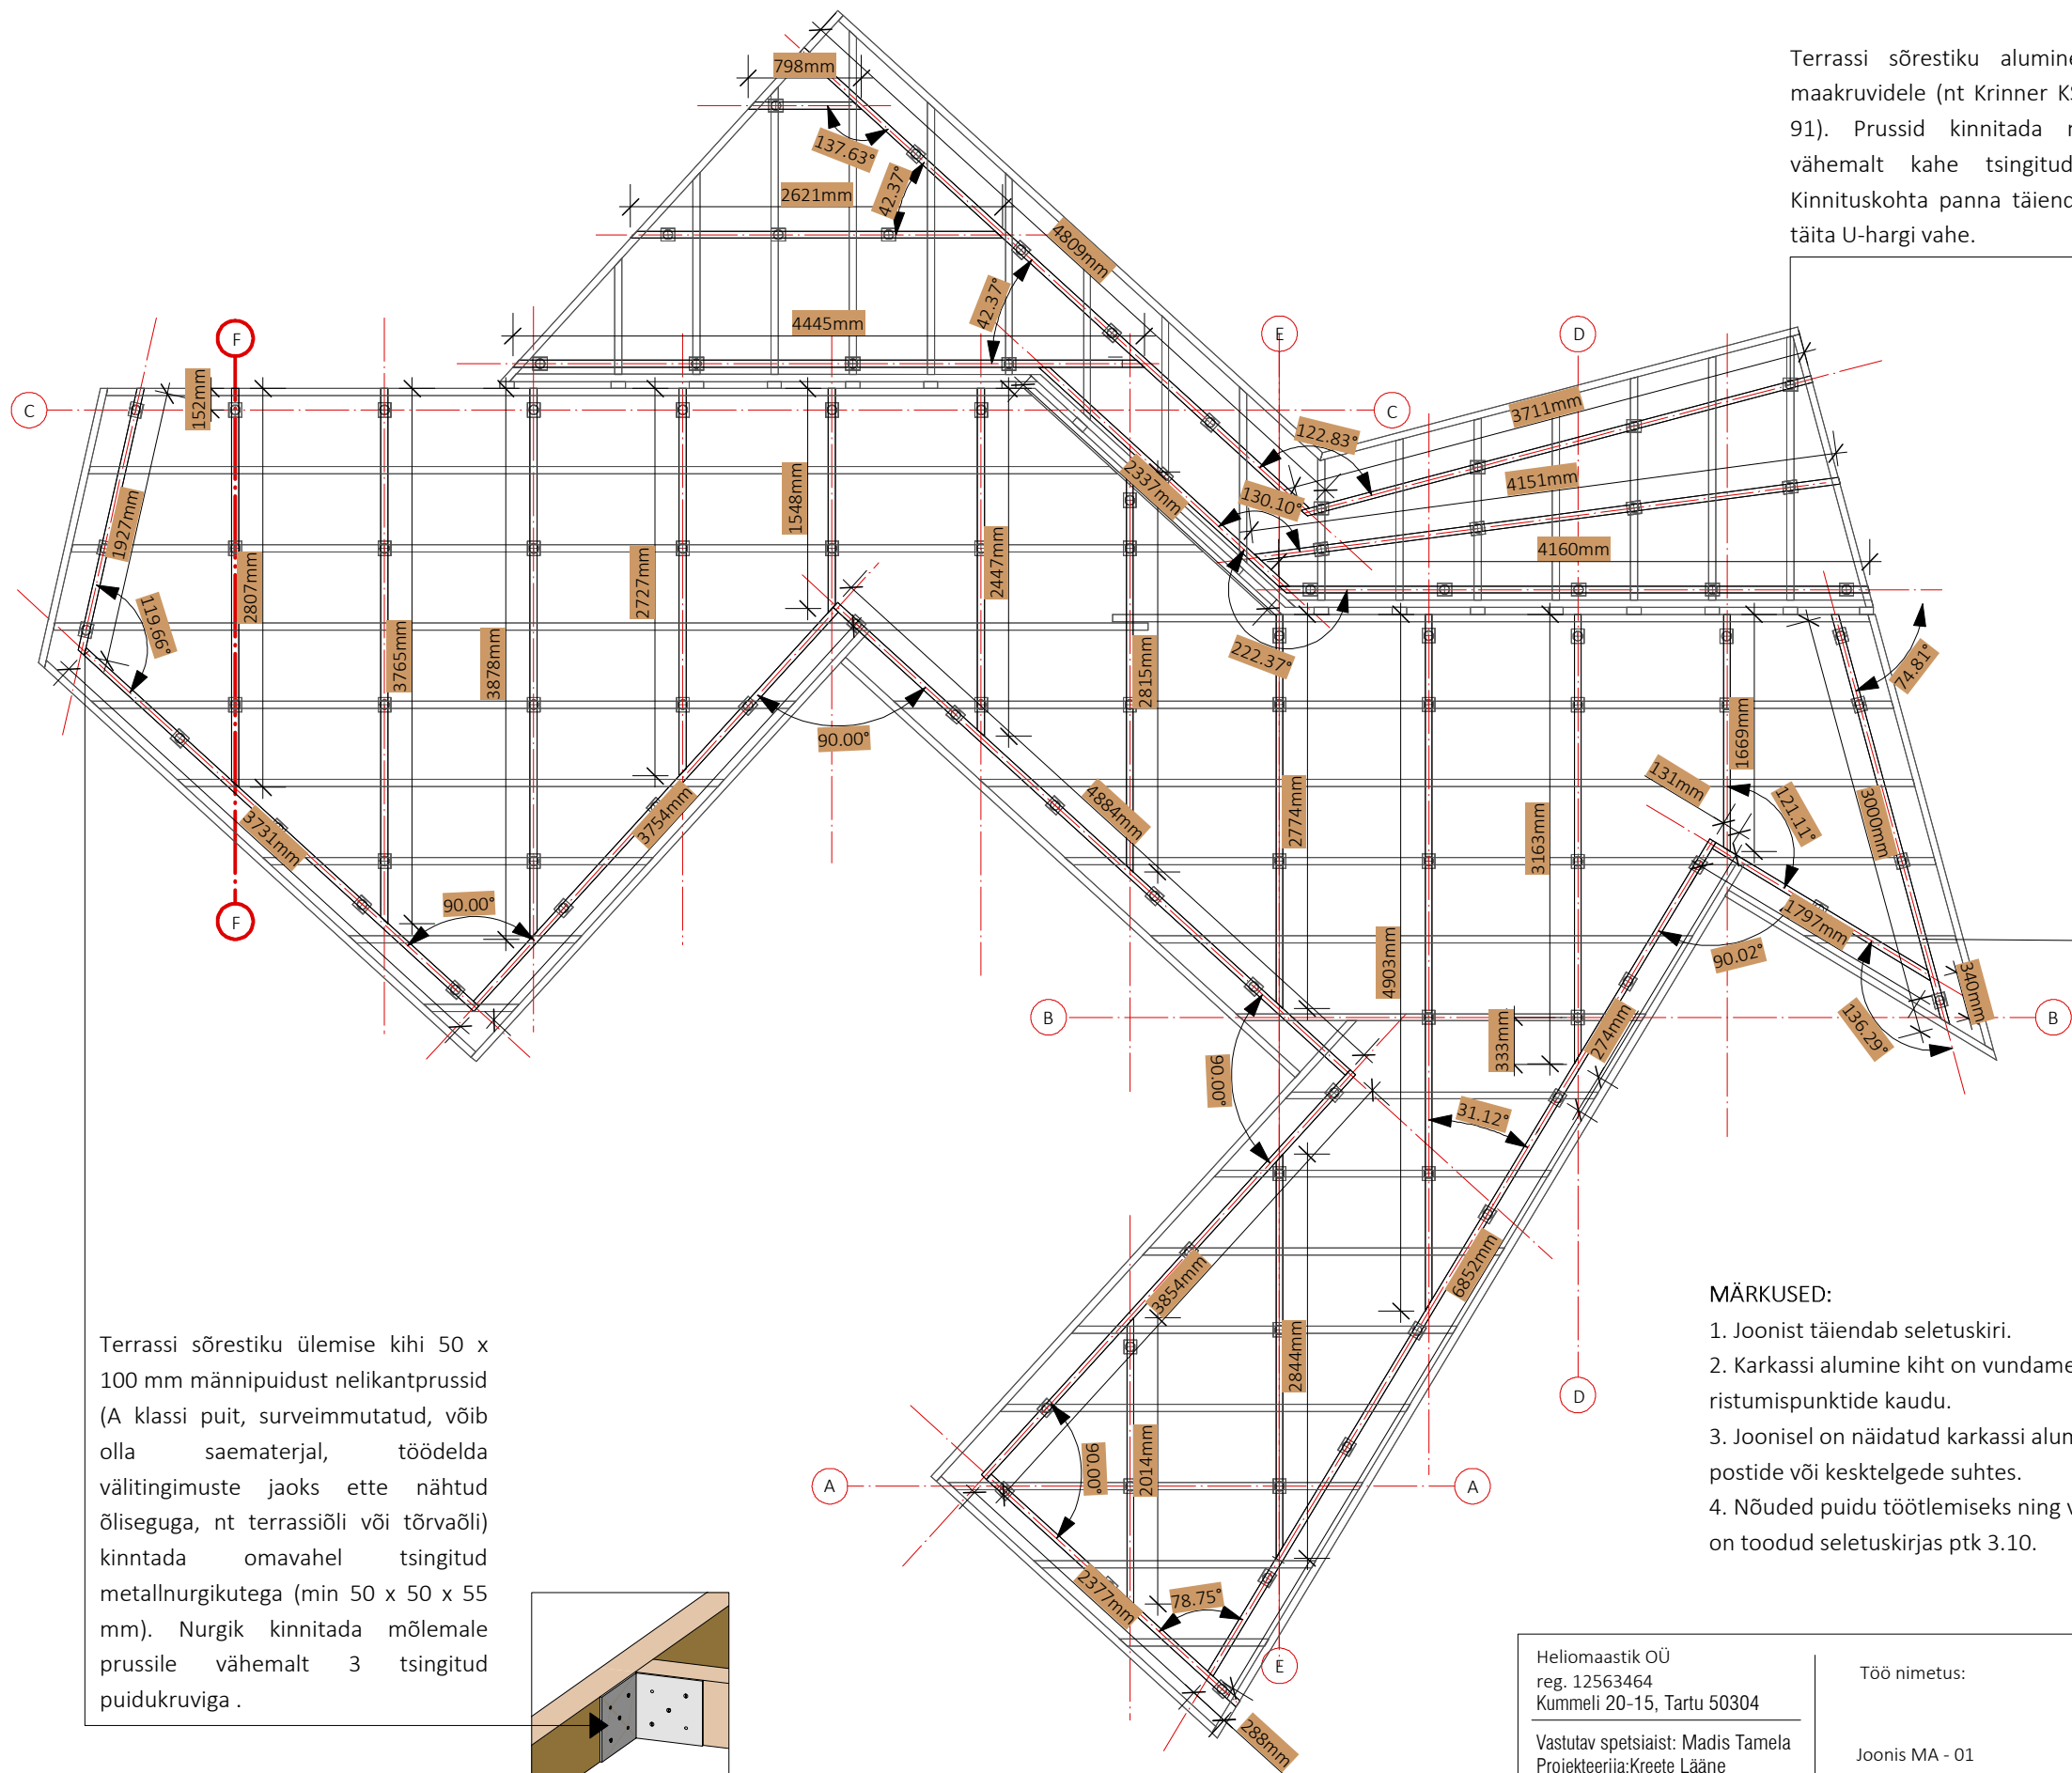 798mm
137.63°
2621mm
42.37°
4809mm
42.37°
4445mm
Terrassi sõrestiku alumine
maakruvidele (nt Krinner KS
91). Prussid kinnitada
vähemalt kahe tsingitud
Kinnituskohta panna täiend
täita U-hargi vahe.
F
E
D
C
152mm
C
3711mm
122.83°
4151mm
130.10°
4160mm
2337mm
1927mm
119.66°
2807mm
3765mm
3878mm
2727mm
1548mm
2447mm
2815mm
222.37°
74.81°
90.00°
1669mm
131mm
121.11°
3000mm
3731mm
3754mm
4884mm
2774mm
3163mm
90.00°
F
1797mm
90.02°
340mm
136.29°
4903mm
333mm
274mm
B
B
90.00°
31.12°
3854mm
6852mm
2844mm
2014mm
90.00°
A
A
D
2377mm
78.75°
E
288mm
Terrassi sõrestiku ülemise kihi 50 x
100 mm männipuidust nelikantprussid
(A klassi puit, surveimmutatud, võib
olla saematerjal, töödelda
välitingimuste jaoks ette nähtud
õliseguga, nt terrassiõli või tõrvaõli)
kinntada omavahel tsingitud
metallnurgikutega (min 50 x 50 x 55
mm). Nurgik kinnitada mõlemale
prussile vähemalt 3 tsingitud
puidukruviga .
MÄRKUSED:
1. Joonist täiendab seletuskiri.
2. Karkassi alumine kiht on vundame
ristumispunktide kaudu.
3. Joonisel on näidatud karkassi alum
postide või kesktelgede suhtes.
4. Nõuded puidu töötlemiseks ning v
on toodud seletuskirjas ptk 3.10.
Heliomaastik OÜ
reg. 12563464
Kummeli 20-15, Tartu 50304
Vastutav spetsiaist: Madis Tamela
Projekteerija:Kreete Lääne
Töö nimetus:
Joonis MA - 01